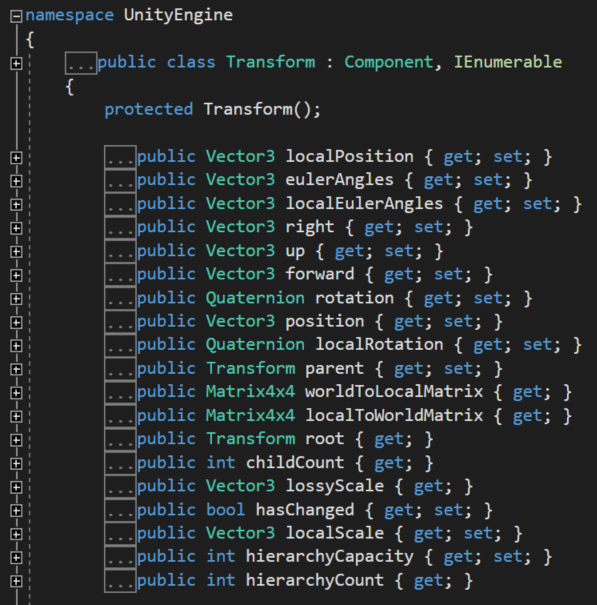 namespace UnityEngine
{
...public class Transform : Component, IEnumerable
{
protected Transform();
...public Vector3 localPosition { get; set; }
...public Vector3 eulerAngles { get; set; }
...public Vector3 localEulerAngles { get; set; }
...public Vector3 right { get; set; }
...public Vector3 up { get; set; }
...public Vector3 forward { get; set; }
...public Quaternion rotation { get; set; }
...public Vector3 position { get; set; }
...public Quaternion localRotation { get; set; }
...public Transform parent { get; set; }
...public Matrix4x4 worldToLocalMatrix { get; }
...public Matrix4x4 localToWorldMatrix { get; }
...public Transform root { get; }
...public int childCount { get; }
...public Vector3 lossyScale { get; }
...public bool hasChanged { get; set; }
...public Vector3 localScale { get; set; }
...public int hierarchyCapacity { get; set; }
...public int hierarchyCount { get; }